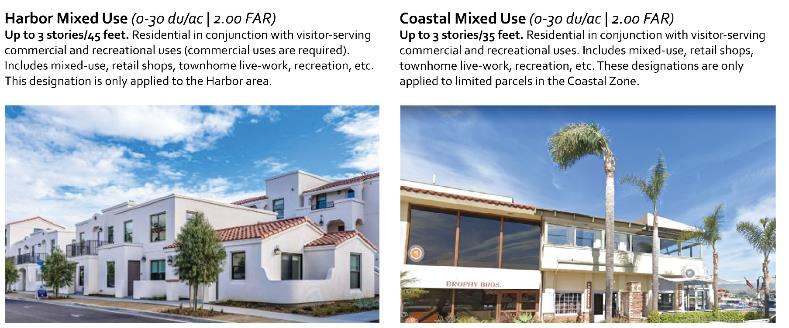 Harbor Mixed Use (0-30 du/ac | 2.00 FAR)
Up to 3 stories/45 feet. Residential in conjunction with visitor-serving
commercial and recreational uses (commercial uses are required).
Includes mixed-use, retail shops, townhome live-work, recreation, etc.
This designation is only applied to the Harbor area.
Coastal Mixed Use (0-30 du/ac | 2.00 FAR)
Up to 3 stories/35 feet. Residential in conjunction with visitor-serving
commercial and recreational uses. Includes mixed-use, retail shops,
townhome live-work, recreation, etc. These designations are only
applied to limited parcels in the Coastal Zone.
BROPHY BROS.